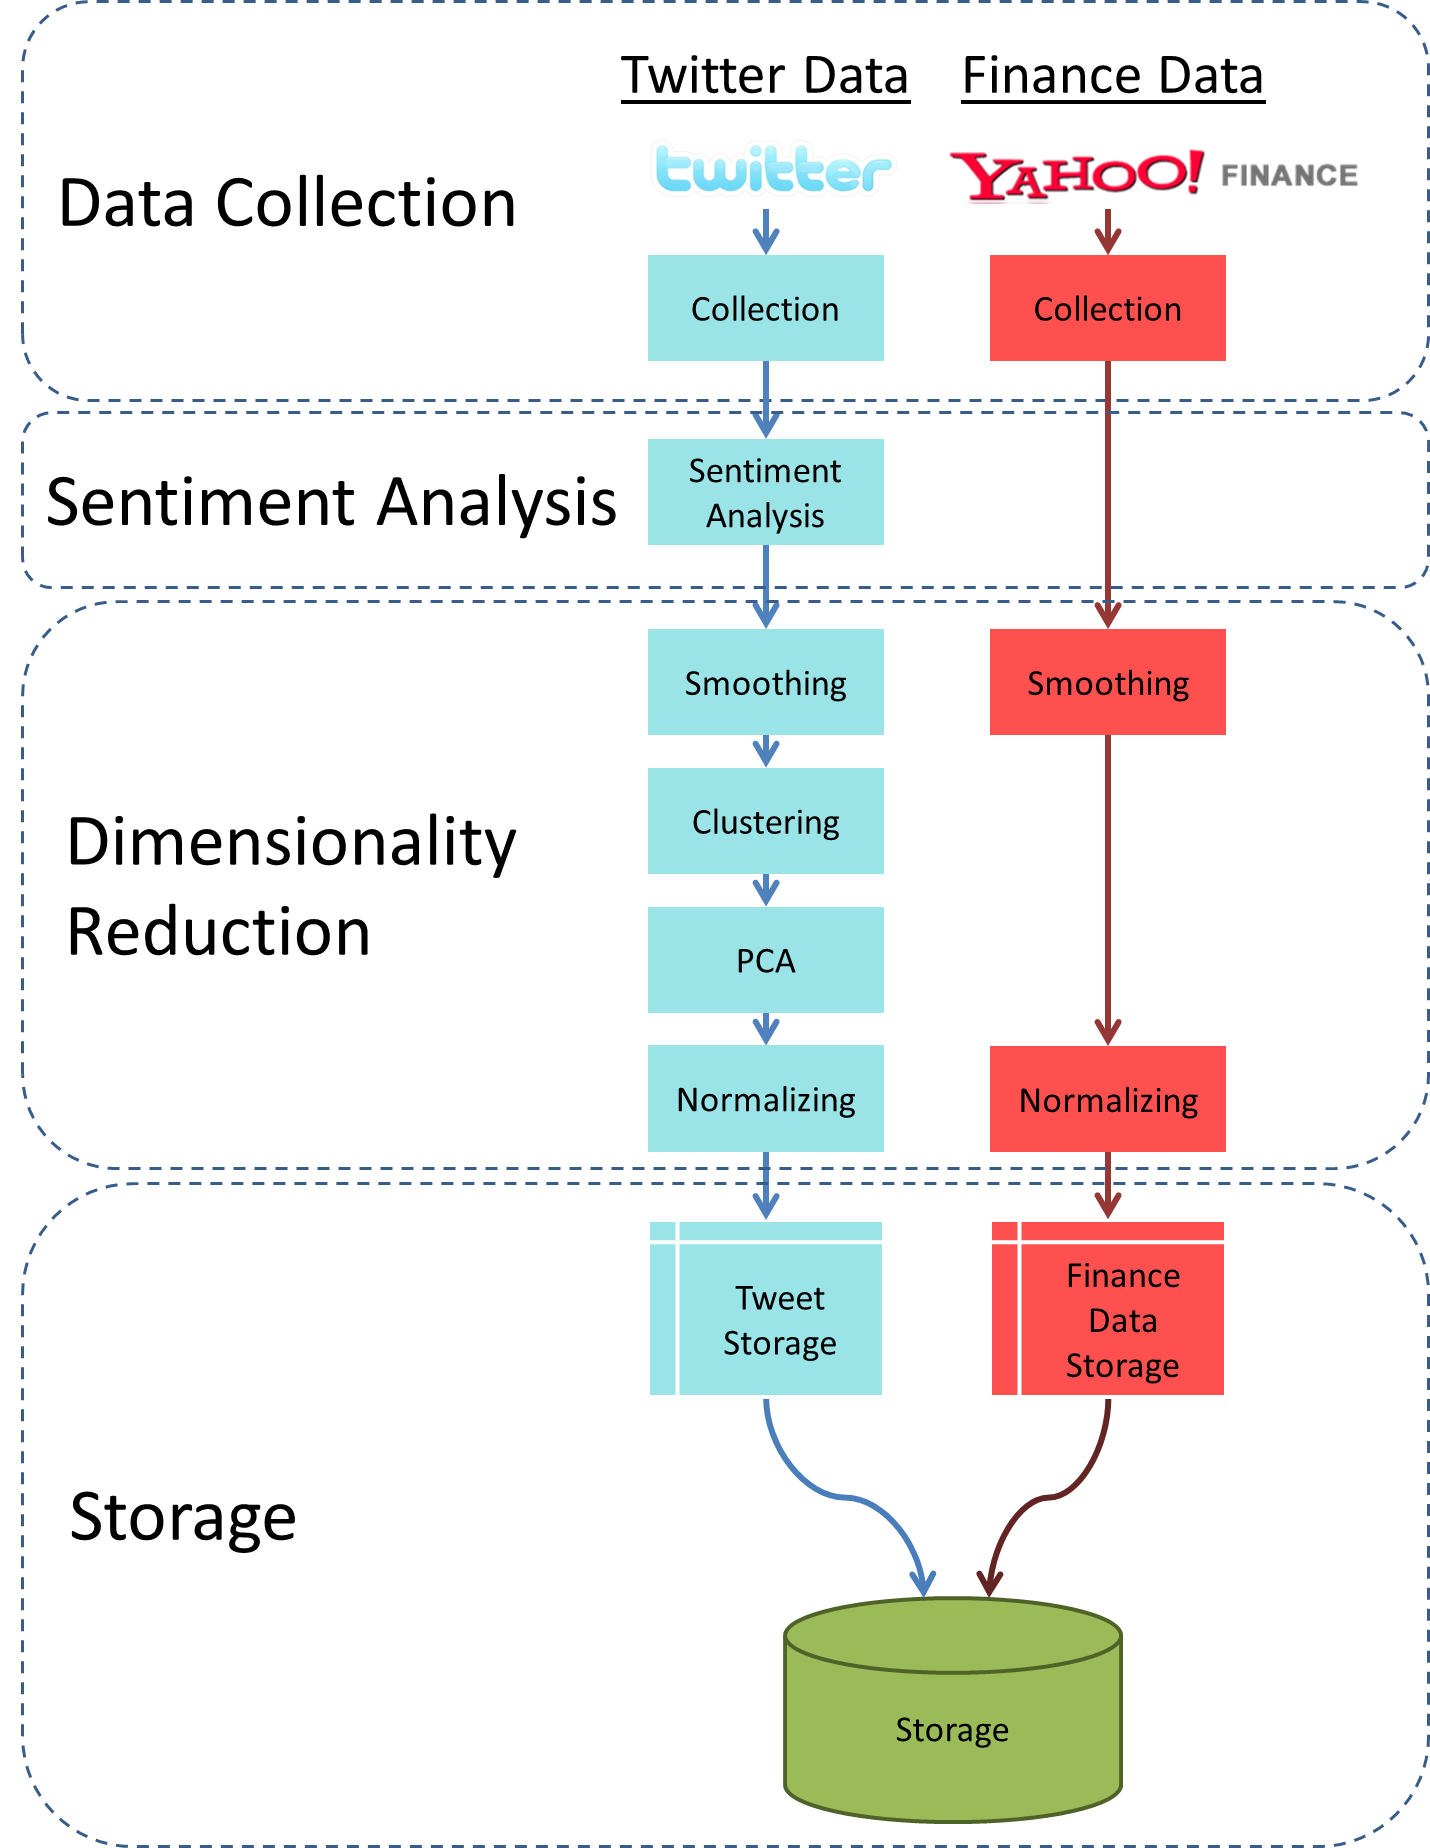 Twitter Data
Finance Data
twitter
YAHOO! FINANCE
Data Collection
Collection
Collection
Sentiment Analysis
Sentiment
Analysis
Smoothing
Smoothing
Clustering
Dimensionality
Reduction
PCA
Normalizing
Normalizing
Tweet
Storage
Finance
Data
Storage
Storage
Storage